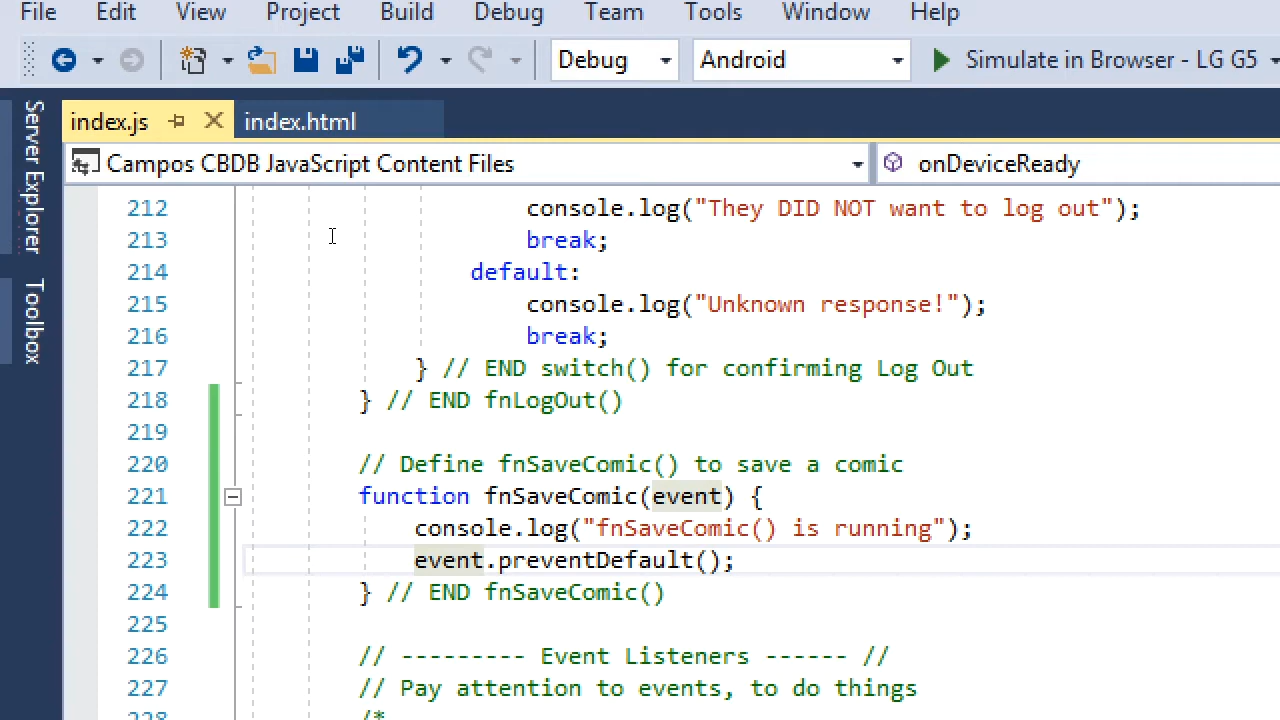 File Edit View Project Build Debug Team Tools Window Help
Debug Android Simulate in Browser - LG G5
Server Explorer
Toolbox
index.js index.html
Campos CBDB JavaScript Content Files onDeviceReady
212 console.log("They DID NOT want to log out");
213 break;
214 default:
215 console.log("Unknown response!");
216 break;
217 } // END switch() for confirming Log Out
218 } // END fnLogOut()
219
220 // Define fnSaveComic() to save a comic
221 function fnSaveComic(event) {
222 console.log("fnSaveComic() is running");
223 event.preventDefault();
224 } // END fnSaveComic()
225
226 // --------- Event Listeners ------ //
227 // Pay attention to events, to do things
228 /*